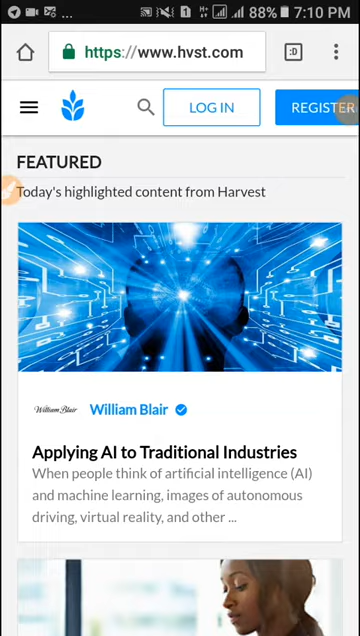 88% 7:10 PM
https://www.hvst.com
:D
LOG IN
REGISTER
FEATURED
Today's highlighted content from Harvest
William Blair
William Blair
Applying AI to Traditional Industries
When people think of artificial intelligence (AI)
and machine learning, images of autonomous
driving, virtual reality, and other ...